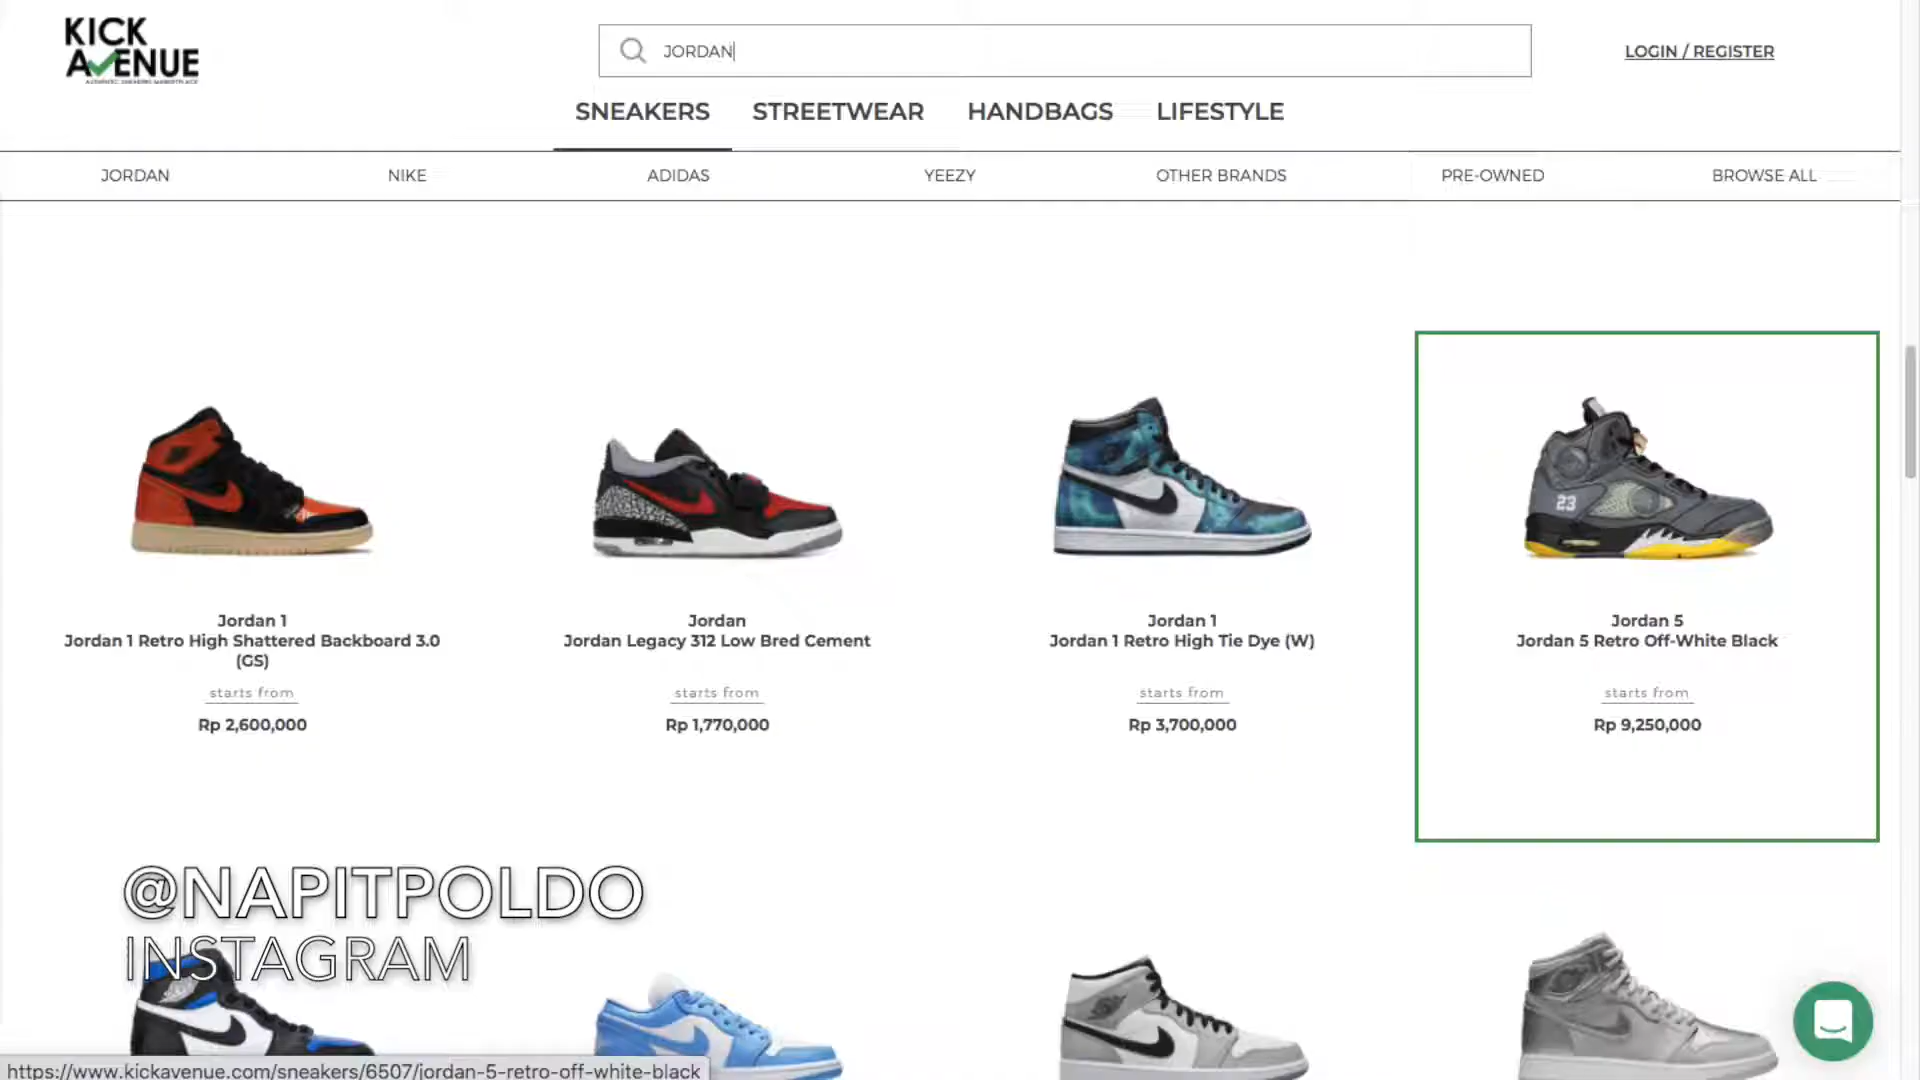 KICK
AVENUE
AUTHENTIC SNEAKERS MARKETPLACE
JORDAN
LOGIN / REGISTER
SNEAKERS STREETWEAR HANDBAGS LIFESTYLE
JORDAN NIKE ADIDAS YEEZY OTHER BRANDS PRE-OWNED BROWSE ALL
23
Jordan 1
Jordan 1 Retro High Shattered Backboard 3.0
(GS)
starts from
Rp 2,600,000
Jordan
Jordan Legacy 312 Low Bred Cement
starts from
Rp 1,770,000
Jordan 1
Jordan 1 Retro High Tie Dye (W)
starts from
Rp 3,700,000
Jordan 5
Jordan 5 Retro Off-White Black
starts from
Rp 9,250,000
@NAPITPOLDO
INSTAGRAM
https://www.kickavenue.com/sneakers/6507/jordan-5-retro-off-white-black